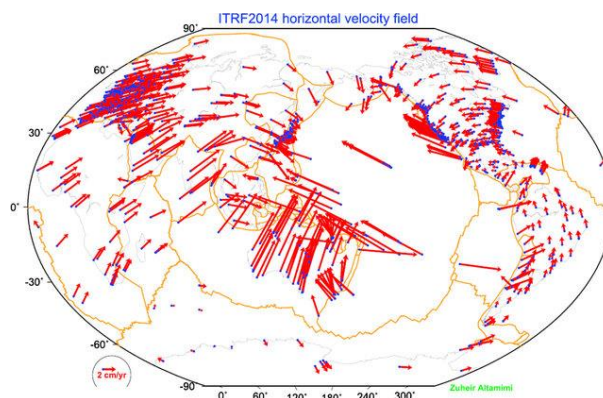 ITRF2014 horizontal velocity field
90˚
60˚
30˚
0˚
-30˚
-60˚
-90˚
2 cm/yr
Zuheir Altamimi
0˚ 60˚ 120˚ 180˚ 240˚ 300˚